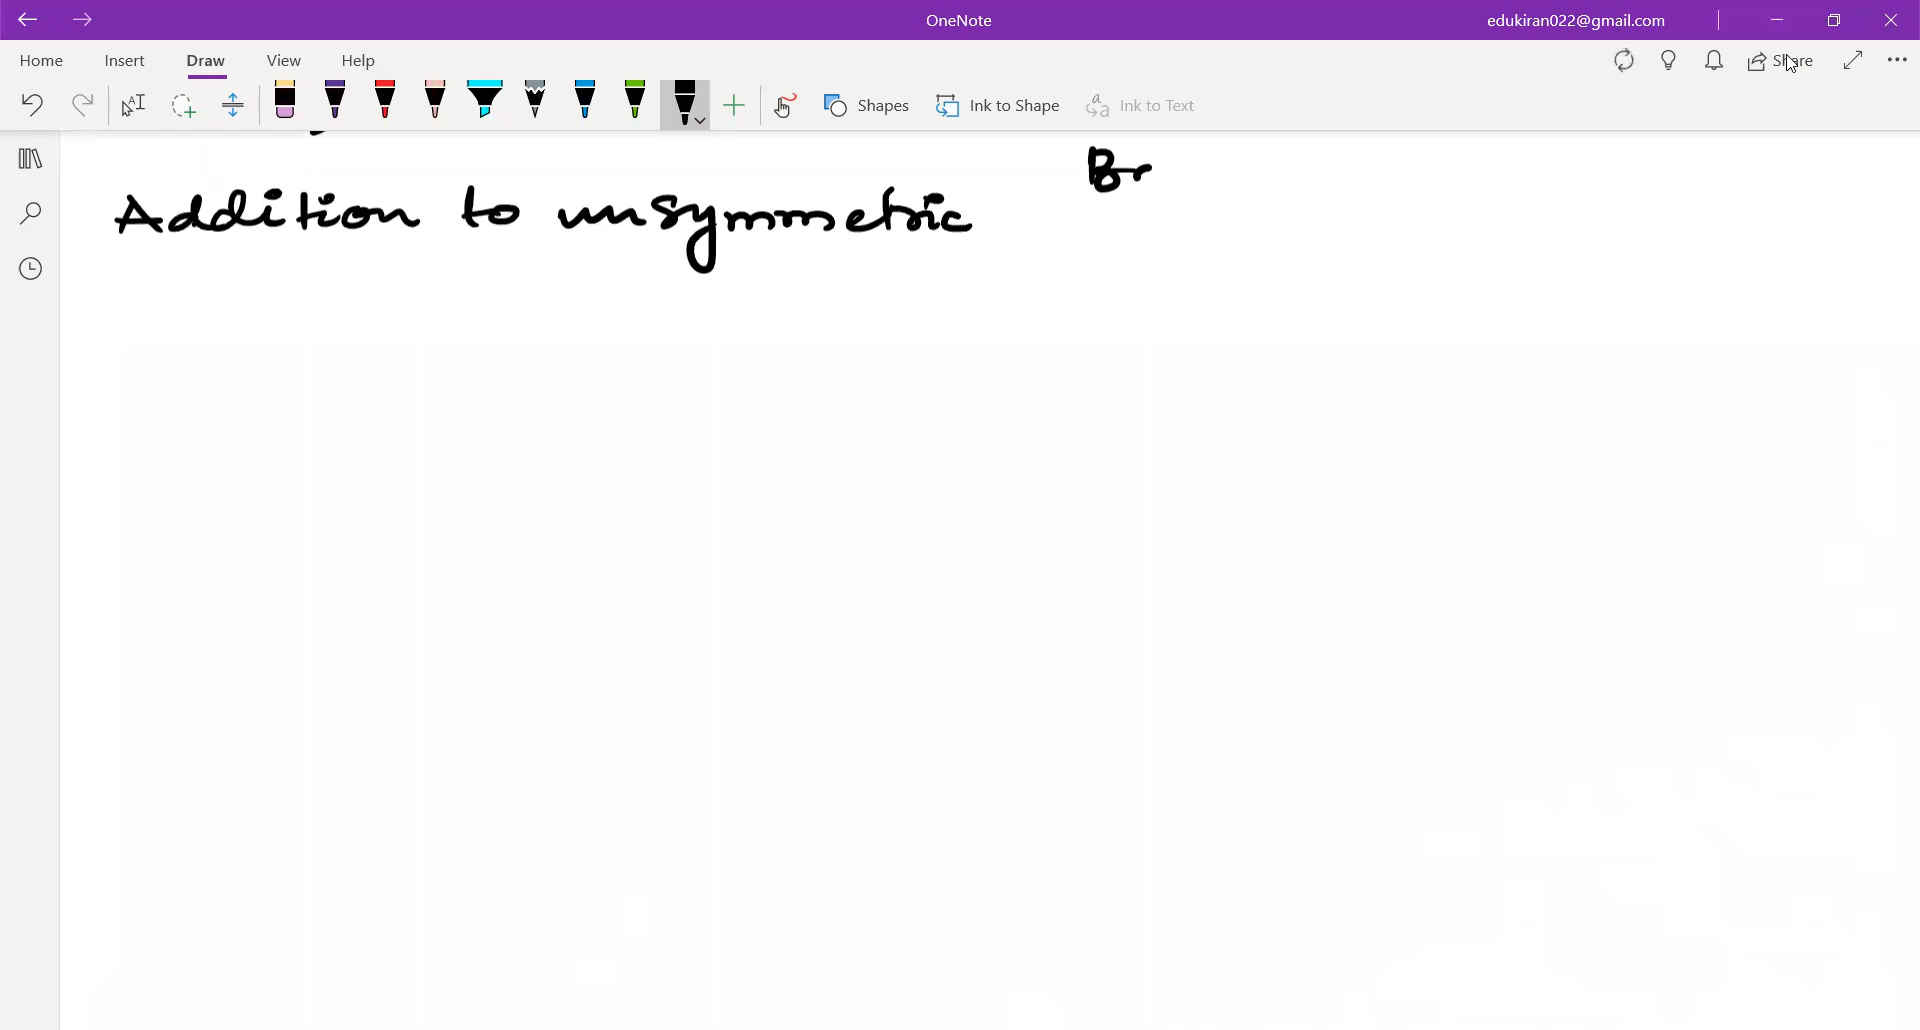 OneNote
edukiran022@gmail.com
Home Insert Draw View Help
Share
Shapes Ink to Shape Ink to Text
Br
Addition to unsymmetric